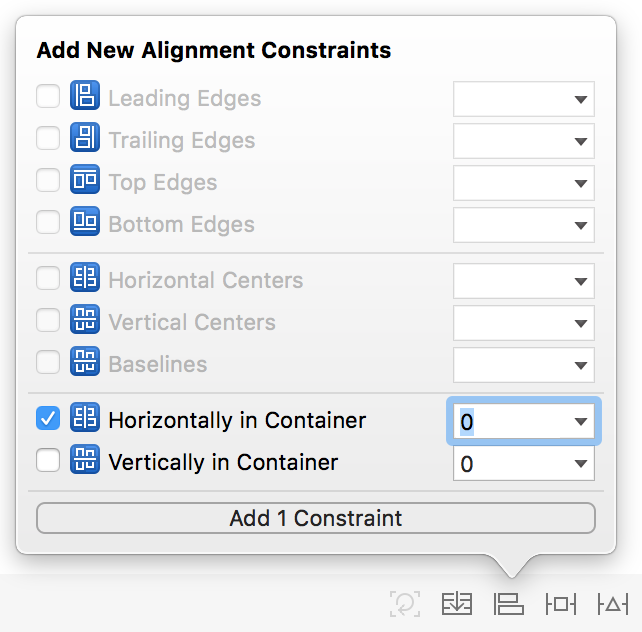 Add New Alignment Constraints
Leading Edges
Trailing Edges
Top Edges
Bottom Edges
Horizontal Centers
Vertical Centers
Baselines
Horizontally in Container 0
Vertically in Container 0
Add 1 Constraint